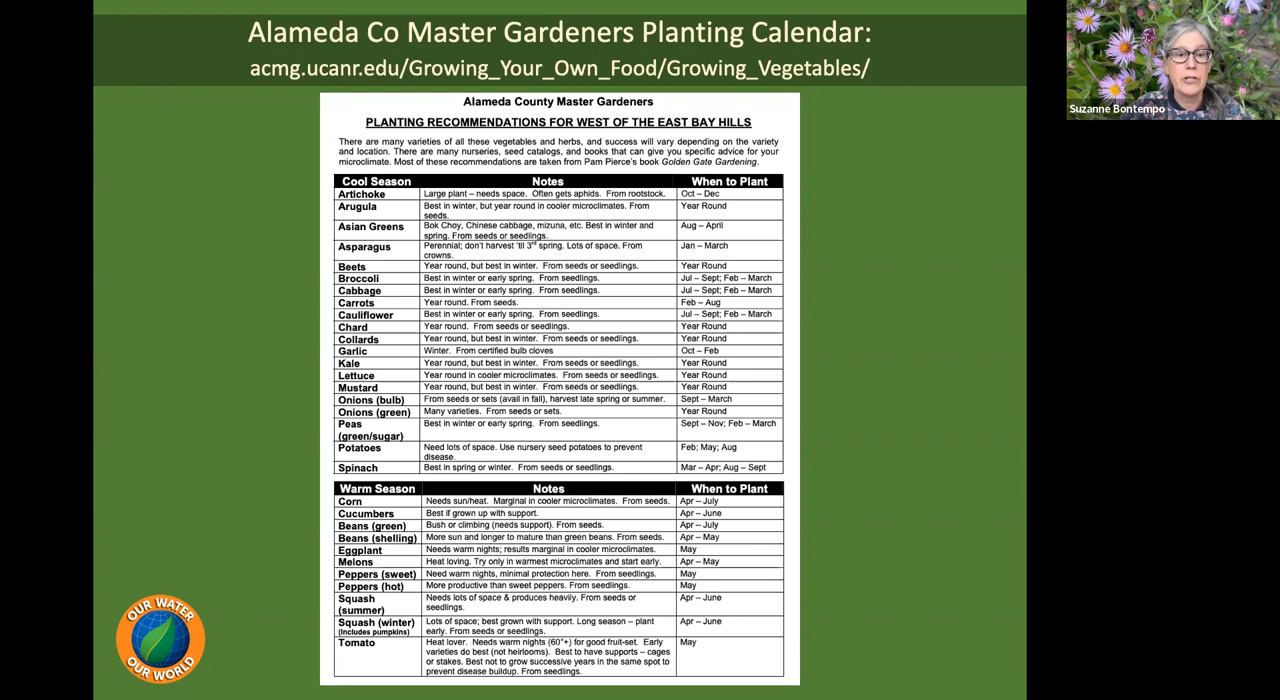 Alameda Co Master Gardeners Planting Calendar:
acmg.ucanr.edu/Growing_Your_Own_Food/Growing_Vegetables/
Suzanne Bontempo
Alameda County Master Gardeners
PLANTING RECOMMENDATIONS FOR WEST OF THE EAST BAY HILLS
There are many varieties of all these vegetables and herbs, and success will vary depending on the variety
and location. There are many nurseries, seed catalogs, and books that can give you specific advice for your
microclimate. Most of these recommendations are taken from Pam Pierce's book Golden Gate Gardening.
Cool Season Notes When to Plant
Artichoke Large plant – needs space. Often gets aphids. From rootstock. Oct – Dec
Arugula Best in winter, but year round in cooler microclimates. From Year Round
seeds.
Asian Greens Bok Choy, Chinese cabbage, mizuna, etc. Best in winter and Aug – April
spring. From seeds or seedlings.
Asparagus Perennial; don't harvest 'til 3rd spring. Lots of space. From Jan – March
crowns.
Beets Year round, but best in winter. From seeds or seedlings. Year Round
Broccoli Best in winter or early spring. From seedlings. Jul – Sept; Feb – March
Cabbage Best in winter or early spring. From seedlings. Jul – Sept; Feb – March
Carrots Year round. From seeds. Feb – Aug
Cauliflower Best in winter or early spring. From seedlings. Jul – Sept; Feb – March
Chard Year round. From seeds or seedlings. Year Round
Collards Year round, but best in winter. From seeds or seedlings. Year Round
Garlic Winter. From certified bulb cloves Oct – Feb
Kale Year round, but best in winter. From seeds or seedlings. Year Round
Lettuce Year round in cooler microclimates. From seeds or seedlings. Year Round
Mustard Year round, but best in winter. From seeds or seedlings. Year Round
Onions (bulb) From seeds or sets (avail in fall), harvest late spring or summer. Sept – March
Onions (green) Many varieties. From seeds or sets. Year Round
Peas Best in winter or early spring. From seedlings. Sept – Nov; Feb – March
(green/sugar)
Potatoes Need lots of space. Use nursery seed potatoes to prevent Feb; May; Aug
disease.
Spinach Best in spring or winter. From seeds or seedlings. Mar – Apr; Aug – Sept
Warm Season Notes When to Plant
Corn Needs sun/heat. Marginal in cooler microclimates. From seeds. Apr – July
Cucumbers Best if grown up with support. Apr – June
Beans (green) Bush or climbing (needs support). From seeds. Apr – July
Beans (shelling) More sun and longer to mature than green beans. From seeds. Apr – May
Eggplant Needs warm nights; results marginal in cooler microclimates. May
Melons Heat loving. Try only in warmest microclimates and start early. Apr – May
Peppers (sweet) Need warm nights, minimal protection here. From seedlings. May
Peppers (hot) More productive than sweet peppers. From seedlings. May
Squash Needs lots of space & produces heavily. From seeds or Apr – June
(summer) seedlings.
Squash (winter) Lots of space; best grown with support. Long season – plant Apr – June
(includes pumpkins) early. From seeds or seedlings.
Tomato Heat lover. Needs warm nights (60°+) for good fruit-set. Early May
varieties do best (not heirlooms). Best to have supports – cages
or stakes. Best not to grow successive years in the same spot to
prevent disease buildup. From seedlings.
OUR WATER
OUR WORLD